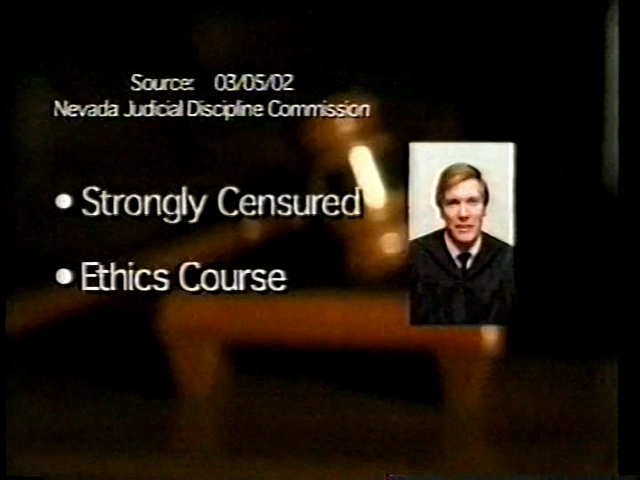 Source: 03/05/02
Nevada Judicial Discipline Commission
• Strongly Censured
• Ethics Course